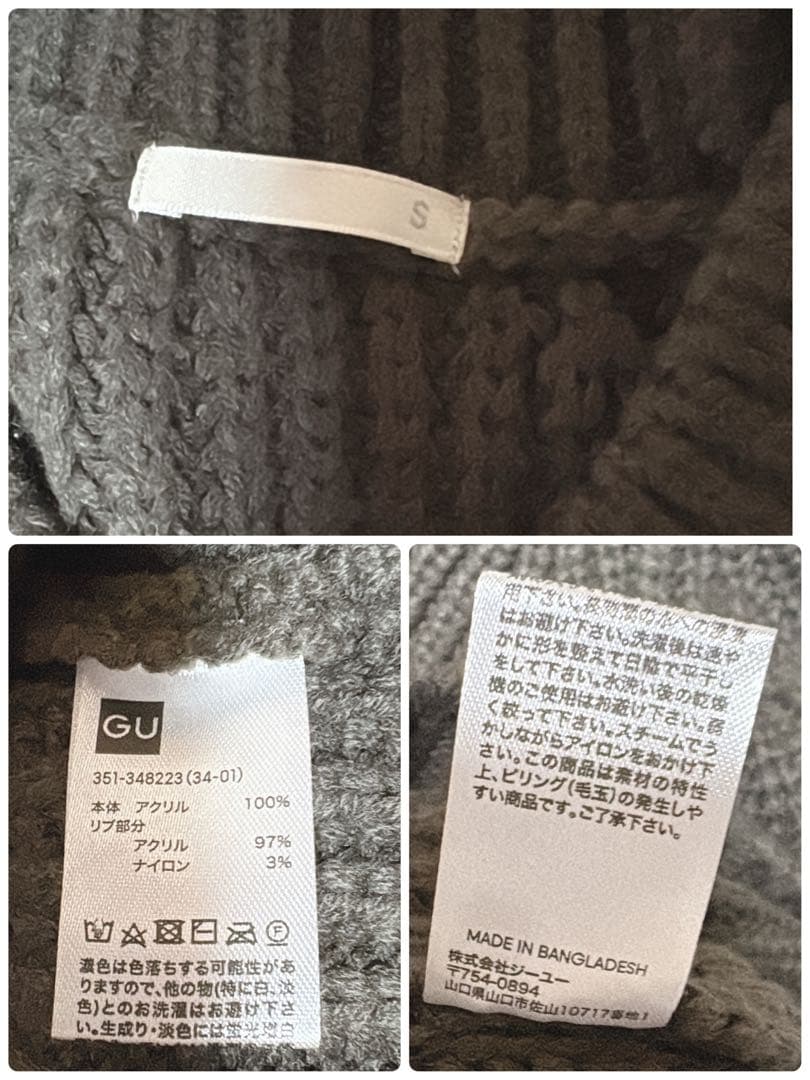 S
GU
351-348223(34-01)
本体 アクリル 100%
リブ部分
アクリル 97%
ナイロン 3%
F
濃色は色落ちする可能性があ
りますので、他の物(特に白、淡
色)とのお洗濯はお避け下さ
い。生成り・淡色には蛍光増白
用下さい。
はお避け下さい。洗濯後は速や
かに形を整えて日陰で平干し
をして下さい。水洗い後の乾燥
機のご使用はお避け下さい。弱
く絞って下さい。スチームでう
かしながらアイロンをおかけ下
さい。この商品は素材の特性
上、ピリング(毛玉)の発生しや
すい商品です。ご了承下さい。
MADE IN BANGLADESH
株式会社ジーユー
〒754-0894
山口県山口市佐山10717番地1